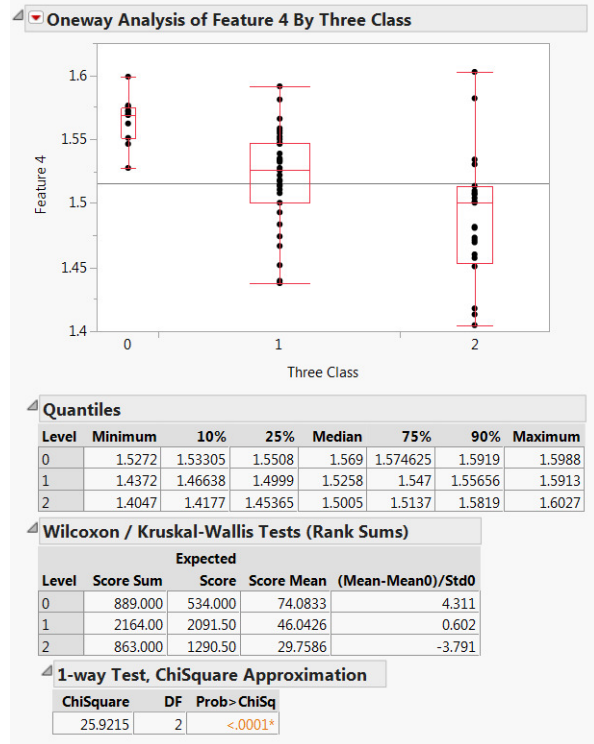 Oneway Analysis of Feature 4 By Three Class
1.6
1.55
1.5
1.45
1.4
Feature 4
0 1 2
Three Class
Quantiles
Level Minimum 10% 25% Median 75% 90% Maximum
0 1.5272 1.53305 1.5508 1.569 1.574625 1.5919 1.5988
1 1.4372 1.46638 1.4999 1.5258 1.547 1.55656 1.5913
2 1.4047 1.4177 1.45365 1.5005 1.5137 1.5819 1.6027
Wilcoxon / Kruskal-Wallis Tests (Rank Sums)
Expected
Level Score Sum Score Score Mean (Mean-Mean0)/Std0
0 889.000 534.000 74.0833 4.311
1 2164.00 2091.50 46.0426 0.602
2 863.000 1290.50 29.7586 -3.791
1-way Test, ChiSquare Approximation
ChiSquare DF Prob>ChiSq
25.9215 2 <.0001*